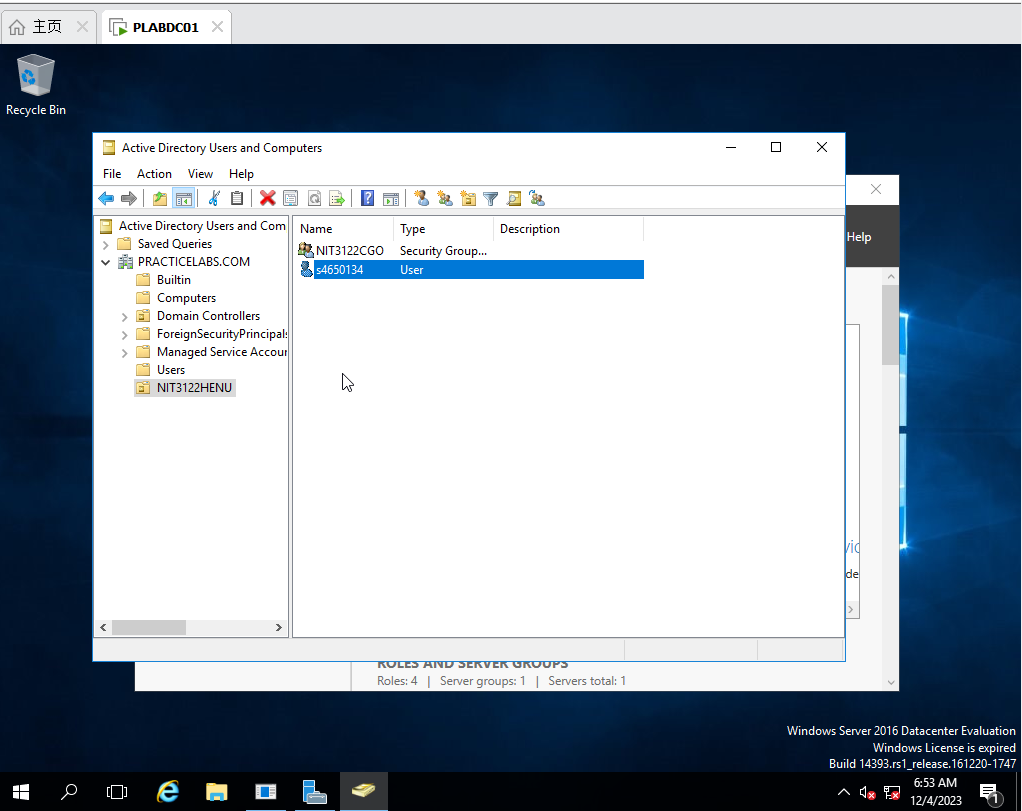 主页
PLABDC01
Recycle Bin
Active Directory Users and Computers
File Action View Help
Help
Active Directory Users and Com
Name Type Description
Saved Queries
NIT3122CGO Security Group...
PRACTICELABS.COM
s4650134 User
Builtin
Computers
Domain Controllers
ForeignSecurityPrincipals
Managed Service Accour
Users
NIT3122HENU
ROLES AND SERVER GROUPS
Roles: 4 | Server groups: 1 | Servers total: 1
Windows Server 2016 Datacenter Evaluation
Windows License is expired
Build 14393.rs1_release.161220-1747
6:53 AM
12/4/2023
1